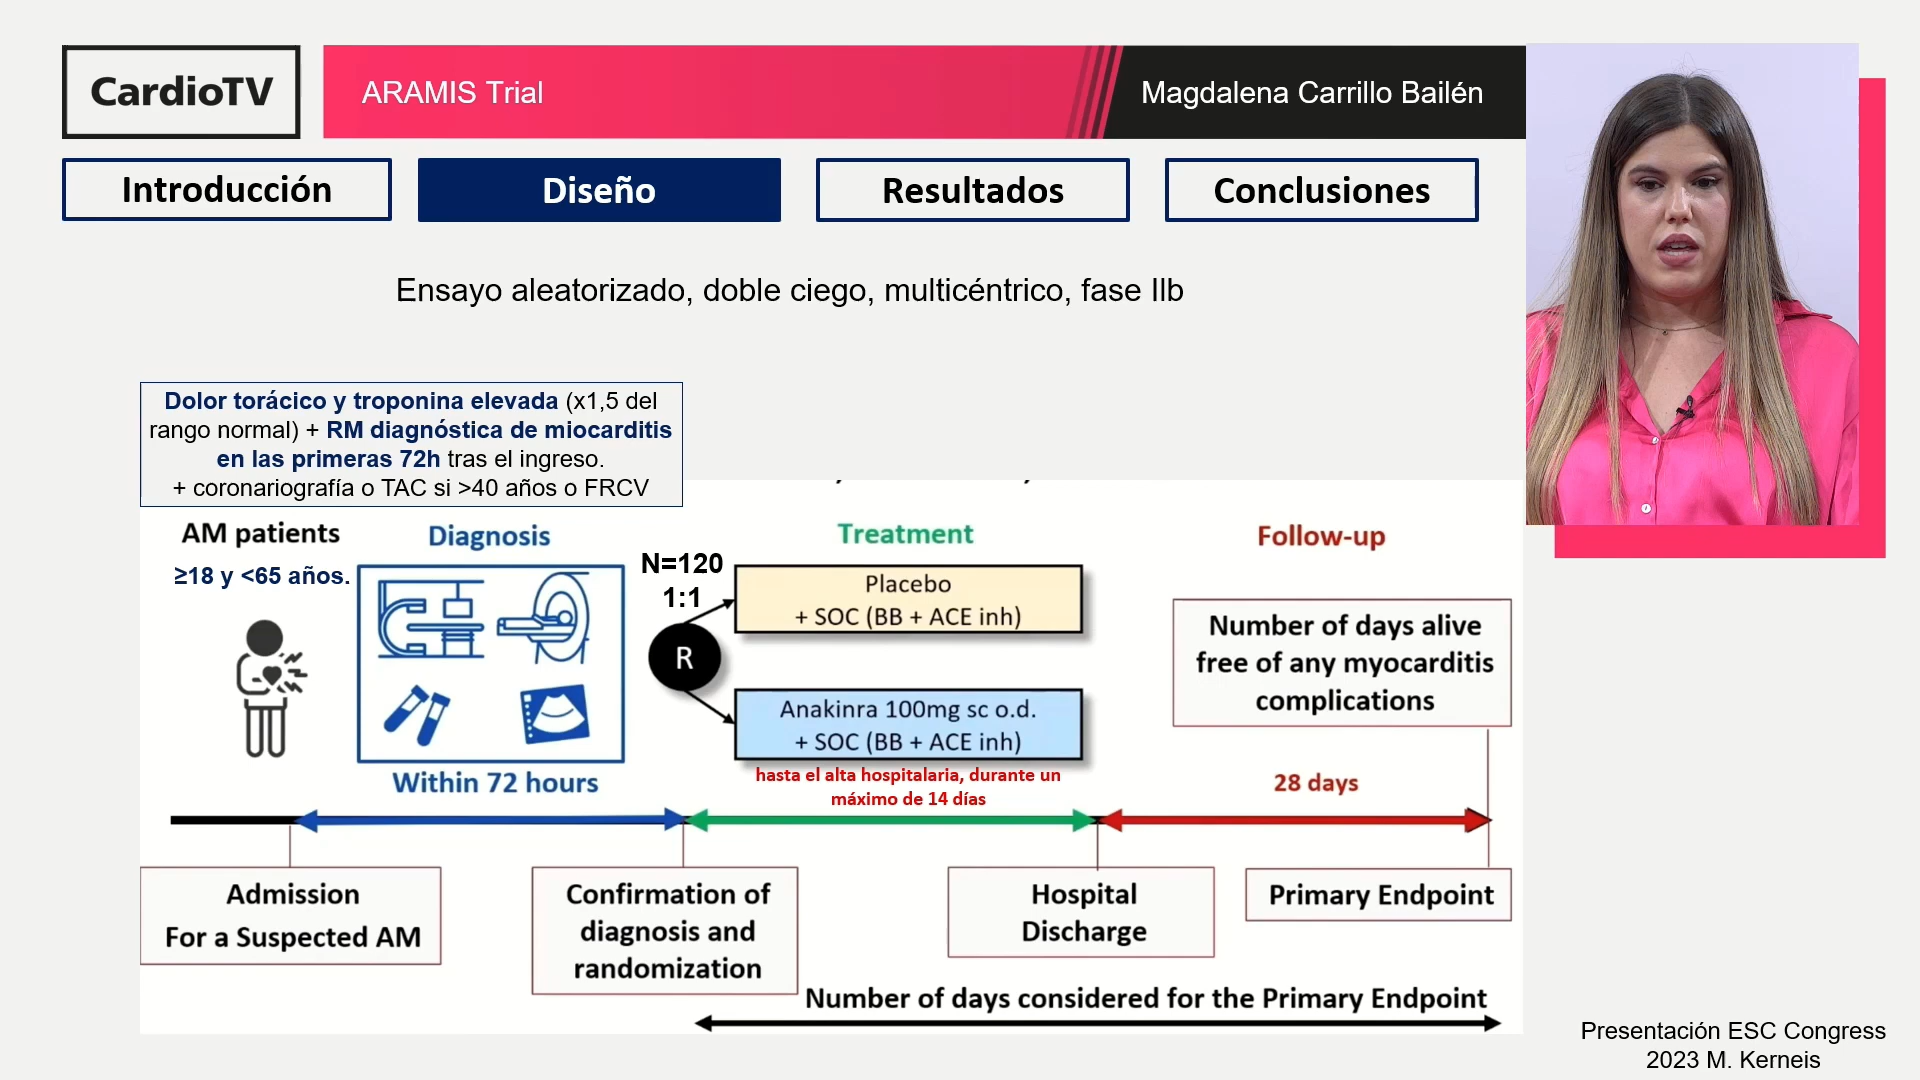 CardioTV
ARAMIS Trial
Magdalena Carrillo Bailén
Introducción
Diseño
Resultados
Conclusiones
Ensayo aleatorizado, doble ciego, multicéntrico, fase IIb
Dolor torácico y troponina elevada (x1,5 del
rango normal) + RM diagnóstica de miocarditis
en las primeras 72h tras el ingreso.
+ coronariografía o TAC si >40 años o FRCV
AM patients
≥18 y <65 años.
Diagnosis
Within 72 hours
N=120
1:1
R
Treatment
Placebo
+ SOC (BB + ACE inh)
Anakinra 100mg sc o.d.
+ SOC (BB + ACE inh)
hasta el alta hospitalaria, durante un
máximo de 14 días
Follow-up
Number of days alive
free of any myocarditis
complications
28 days
Admission
For a Suspected AM
Confirmation of
diagnosis and
randomization
Hospital
Discharge
Primary Endpoint
Number of days considered for the Primary Endpoint
Presentación ESC Congress
2023 M. Kerneis